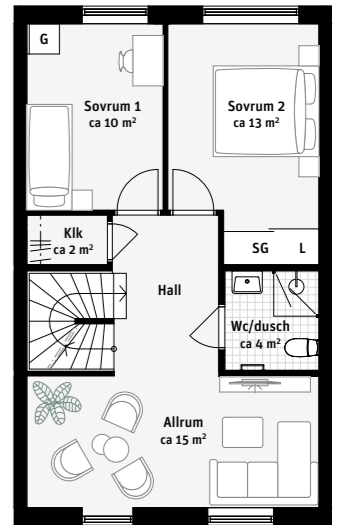 G
Sovrum 1
ca 10 m²
Sovrum 2
ca 13 m²
Klk
ca 2 m²
SG
L
Hall
Wc/dusch
ca 4 m²
Allrum
ca 15 m²